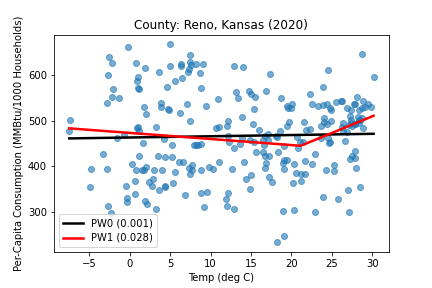 County: Reno, Kansas (2020)
Per-Capita Consumption (MMBtu/1000 Households)
600
500
400
300
PW0 (0.001)
PW1 (0.028)
−5
0
5
10
15
20
25
30
Temp (deg C)